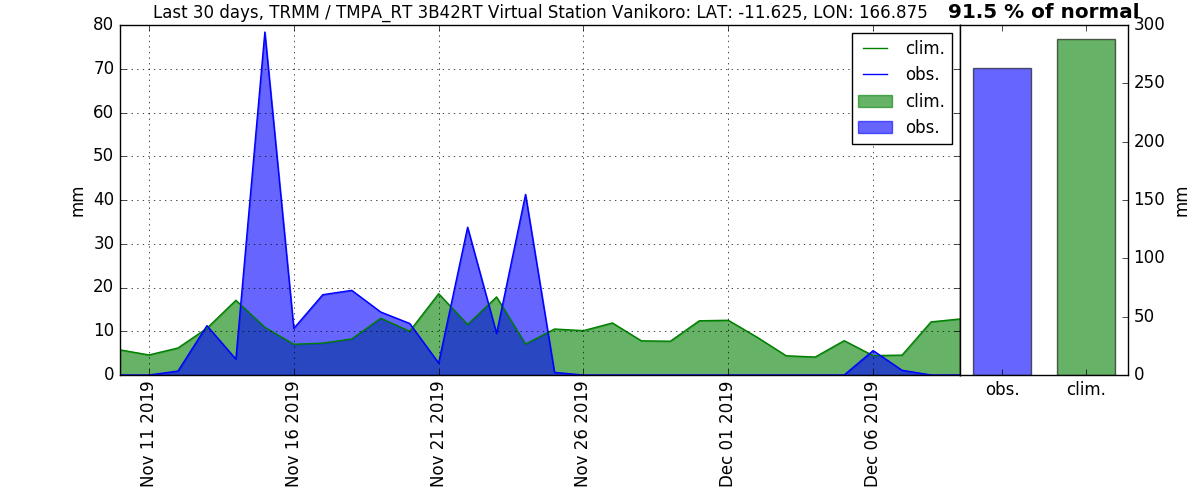 Last 30 days, TRMM / TMPA_RT 3B42RT Virtual Station Vanikoro: LAT: -11.625, LON: 166.875
91.5 % of normal
80
70
60
50
40
30
20
10
0
mm
clim.
obs.
clim.
obs.
Nov 11 2019
Nov 16 2019
Nov 21 2019
Nov 26 2019
Dec 01 2019
Dec 06 2019
300
250
200
150
100
50
0
mm
obs.
clim.